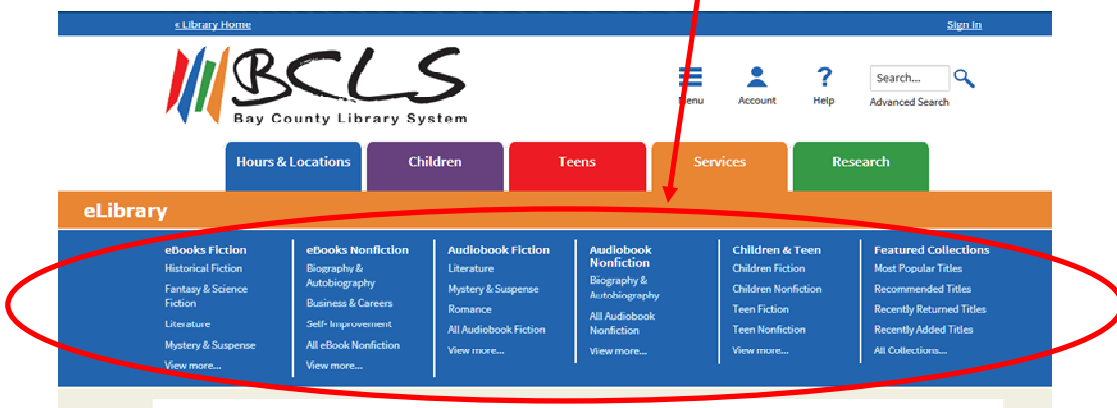 « Library Home
Sign In
BCLS
Bay County Library System
Menu
Account
Help
Search...
Advanced Search
Hours & Locations
Children
Teens
Services
Research
eLibrary
eBooks Fiction
Historical Fiction
Fantasy & Science
Fiction
Literature
Mystery & Suspense
View more...
eBooks Nonfiction
Biography &
Autobiography
Business & Careers
Self- Improvement
All eBook Nonfiction
View more...
Audiobook Fiction
Literature
Mystery & Suspense
Romance
All Audiobook Fiction
View more...
Audiobook
Nonfiction
Biography &
Autobiography
All Audiobook
Nonfiction
View more...
Children & Teen
Children Fiction
Children Nonfiction
Teen Fiction
Teen Nonfiction
View more...
Featured Collections
Most Popular Titles
Recommended Titles
Recently Returned Titles
Recently Added Titles
All Collections...